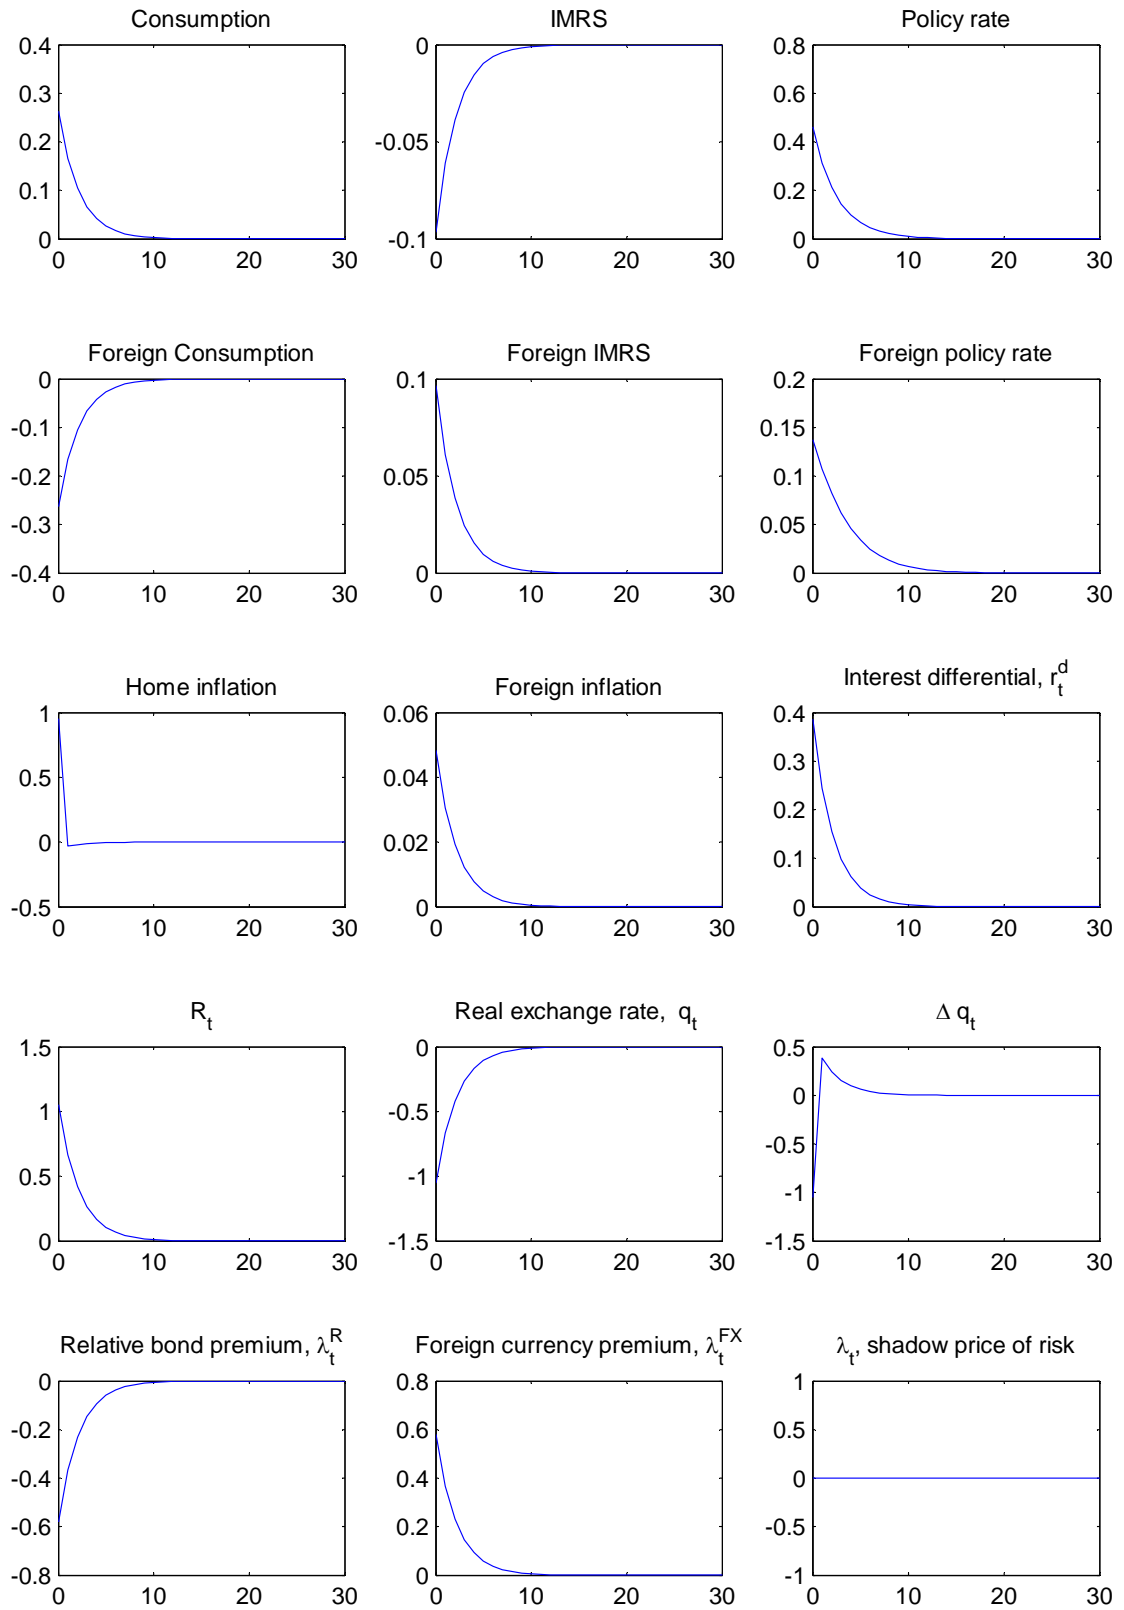 Consumption
IMRS
Policy rate
0.4
0.3
0.2
0.1
0
0 10 20 30
0
-0.05
-0.1
0 10 20 30
0.8
0.6
0.4
0.2
0
0 10 20 30
Foreign Consumption
Foreign IMRS
Foreign policy rate
0
-0.1
-0.2
-0.3
-0.4
0 10 20 30
0.1
0.05
0
0 10 20 30
0.2
0.15
0.1
0.05
0
0 10 20 30
Home inflation
Foreign inflation
Interest differential, r_t^d
1
0.5
0
-0.5
0 10 20 30
0.06
0.04
0.02
0
0 10 20 30
0.4
0.3
0.2
0.1
0
0 10 20 30
R_t
Real exchange rate, q_t
Δ q_t
1.5
1
0.5
0
0 10 20 30
0
-0.5
-1
-1.5
0 10 20 30
0.5
0
-0.5
-1
-1.5
0 10 20 30
Relative bond premium, λ_t^R
Foreign currency premium, λ_t^FX
λ_t, shadow price of risk
0
-0.2
-0.4
-0.6
-0.8
0 10 20 30
0.8
0.6
0.4
0.2
0
0 10 20 30
1
0.5
0
-0.5
-1
0 10 20 30